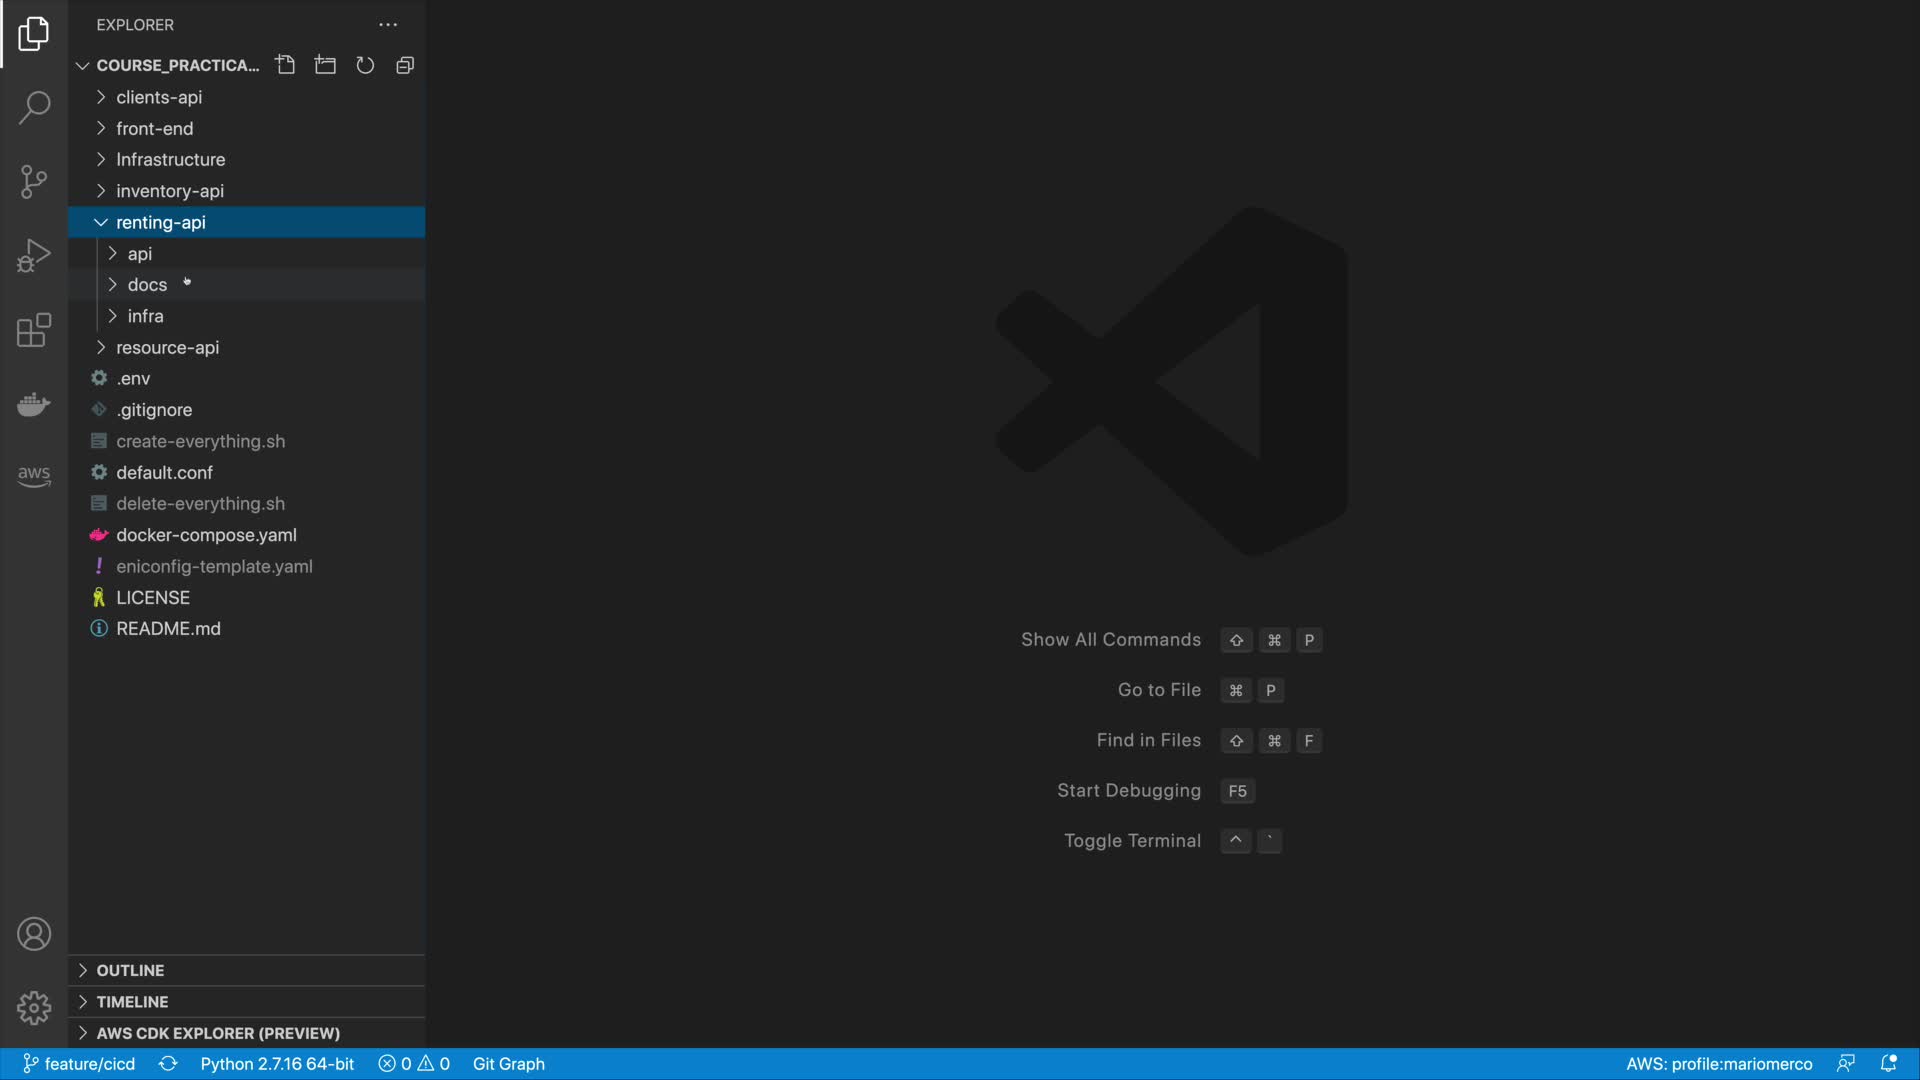 EXPLORER
COURSE_PRACTICA...
clients-api
front-end
Infrastructure
inventory-api
renting-api
api
docs
infra
resource-api
.env
.gitignore
create-everything.sh
default.conf
delete-everything.sh
docker-compose.yaml
! eniconfig-template.yaml
LICENSE
README.md
aws
Show All Commands ⇧ ⌘ P
Go to File ⌘ P
Find in Files ⇧ ⌘ F
Start Debugging F5
Toggle Terminal ^ `
OUTLINE
TIMELINE
AWS CDK EXPLORER (PREVIEW)
feature/cicd Python 2.7.16 64-bit 0 0 Git Graph AWS: profile:mariomerco